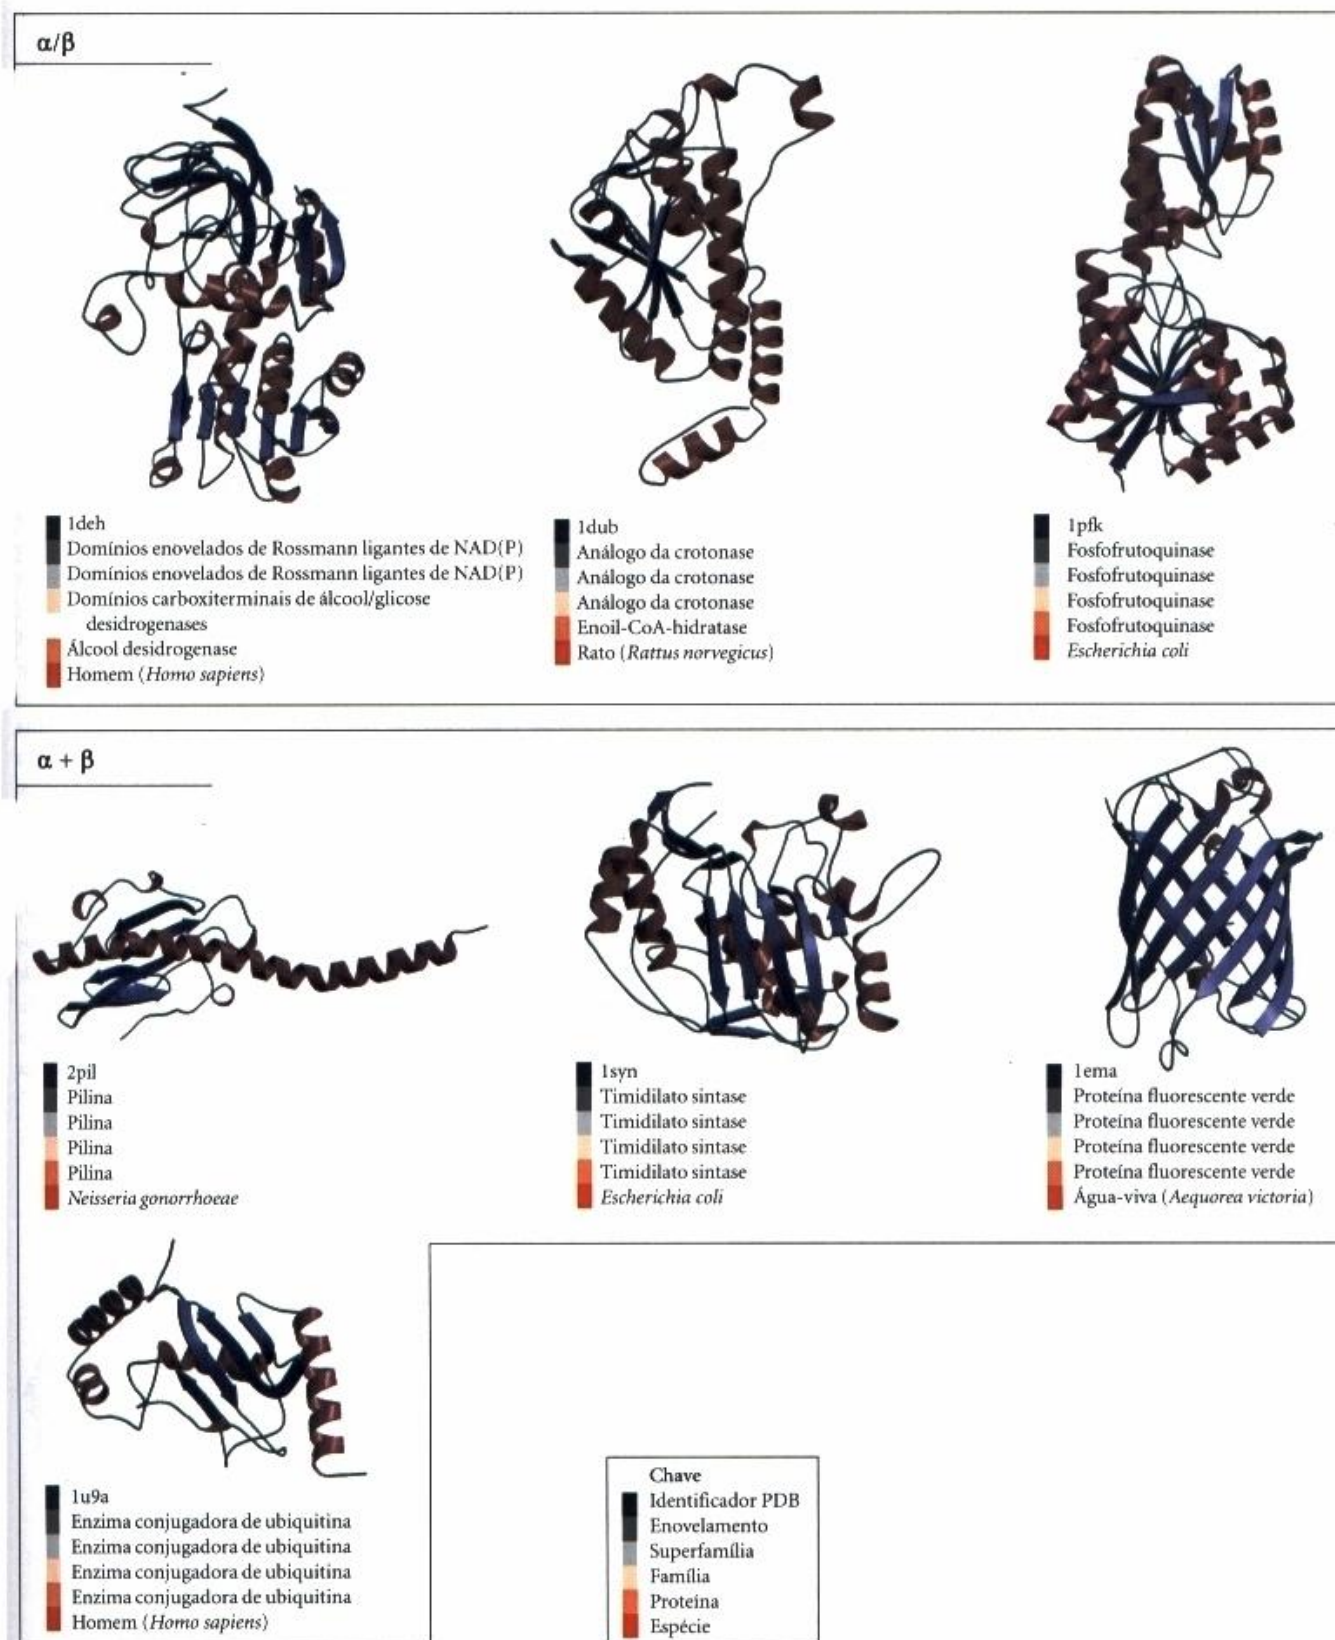 α/β
1deh
Domínios enovelados de Rossmann ligantes de NAD(P)
Domínios enovelados de Rossmann ligantes de NAD(P)
Domínios carboxiterminais de álcool/glicose
desidrogenases
Álcool desidrogenase
Homem (Homo sapiens)
1dub
Análogo da crotonase
Análogo da crotonase
Análogo da crotonase
Enoil-CoA-hidratase
Rato (Rattus norvegicus)
1pfk
Fosfofrutoquinase
Fosfofrutoquinase
Fosfofrutoquinase
Fosfofrutoquinase
Escherichia coli
α + β
2pil
Pilina
Pilina
Pilina
Pilina
Neisseria gonorrhoeae
1syn
Timidilato sintase
Timidilato sintase
Timidilato sintase
Timidilato sintase
Escherichia coli
1ema
Proteína fluorescente verde
Proteína fluorescente verde
Proteína fluorescente verde
Proteína fluorescente verde
Água-viva (Aequorea victoria)
1u9a
Enzima conjugadora de ubiquitina
Enzima conjugadora de ubiquitina
Enzima conjugadora de ubiquitina
Enzima conjugadora de ubiquitina
Homem (Homo sapiens)
Chave
Identificador PDB
Enovelamento
Superfamília
Família
Proteína
Espécie